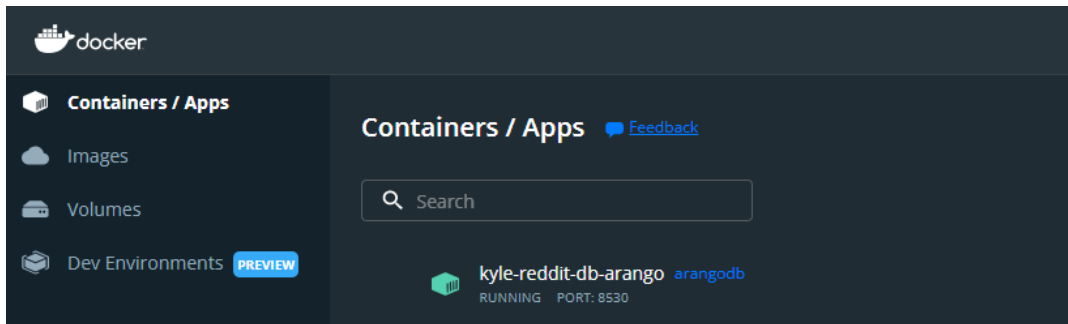 docker
Containers / Apps
Images
Volumes
Dev Environments PREVIEW
Containers / Apps Feedback
Search
kyle-reddit-db-arango arangodb
RUNNING PORT: 8530